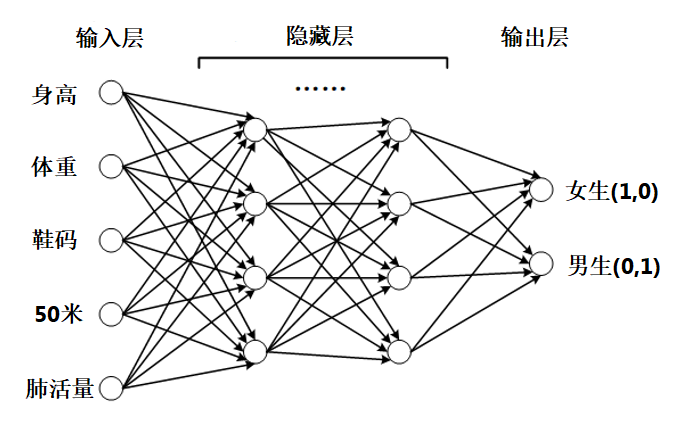 输入层
隐藏层
输出层
……
身高
体重
鞋码
50米
肺活量
女生(1,0)
男生(0,1)